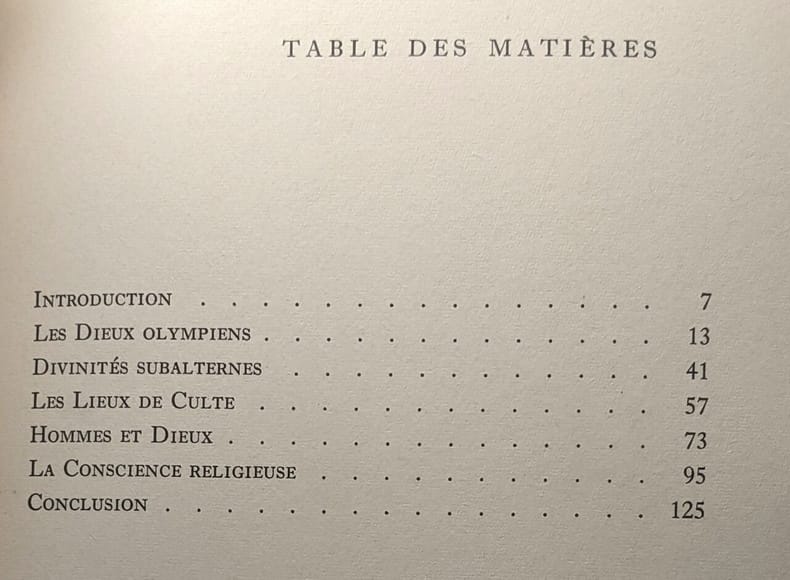 TABLE DES MATIÈRES
INTRODUCTION . . . . . . . . . . . . . . . 7
LES DIEUX OLYMPIENS . . . . . . . . . . . . . 13
DIVINITÉS SUBALTERNES . . . . . . . . . . . . 41
LES LIEUX DE CULTE . . . . . . . . . . . . . 57
HOMMES ET DIEUX . . . . . . . . . . . . . . 73
LA CONSCIENCE RELIGIEUSE . . . . . . . . . . . 95
CONCLUSION . . . . . . . . . . . . . . . . 125